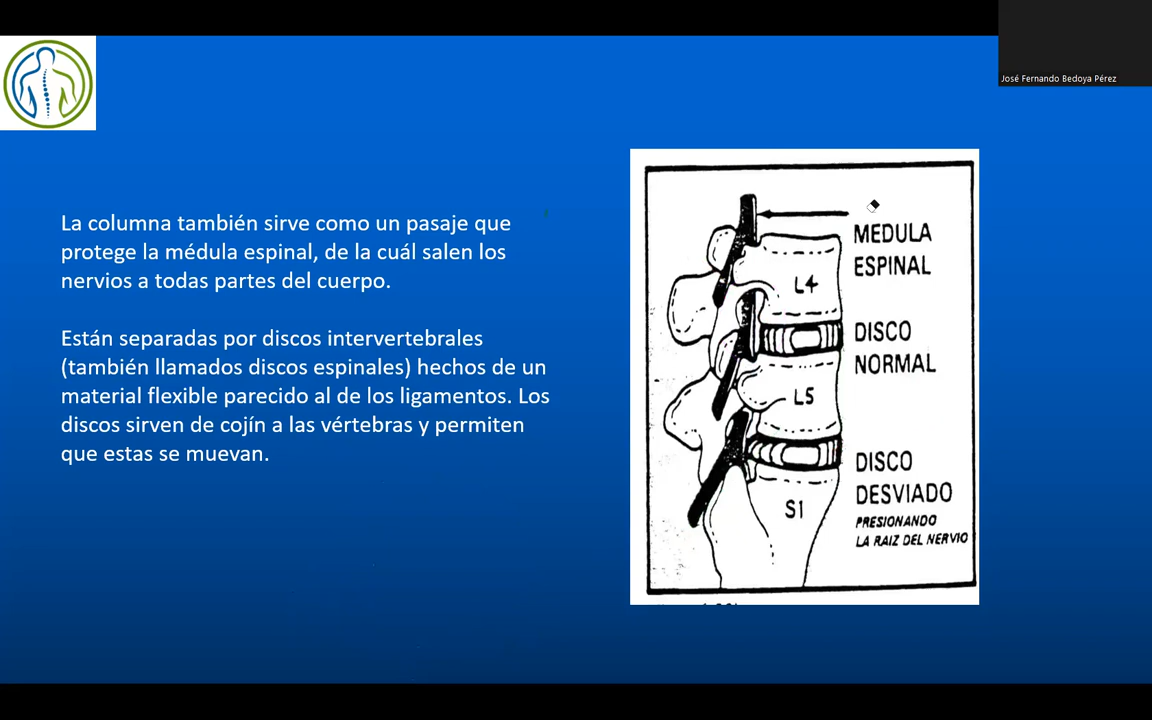 José Fernando Bedoya Pérez
La columna también sirve como un pasaje que
protege la médula espinal, de la cuál salen los
nervios a todas partes del cuerpo.
Están separadas por discos intervertebrales
(también llamados discos espinales) hechos de un
material flexible parecido al de los ligamentos. Los
discos sirven de cojín a las vértebras y permiten
que estas se muevan.
MEDULA
ESPINAL
L4
DISCO
NORMAL
L5
DISCO
DESVIADO
S1
PRESIONANDO
LA RAIZ DEL NERVIO